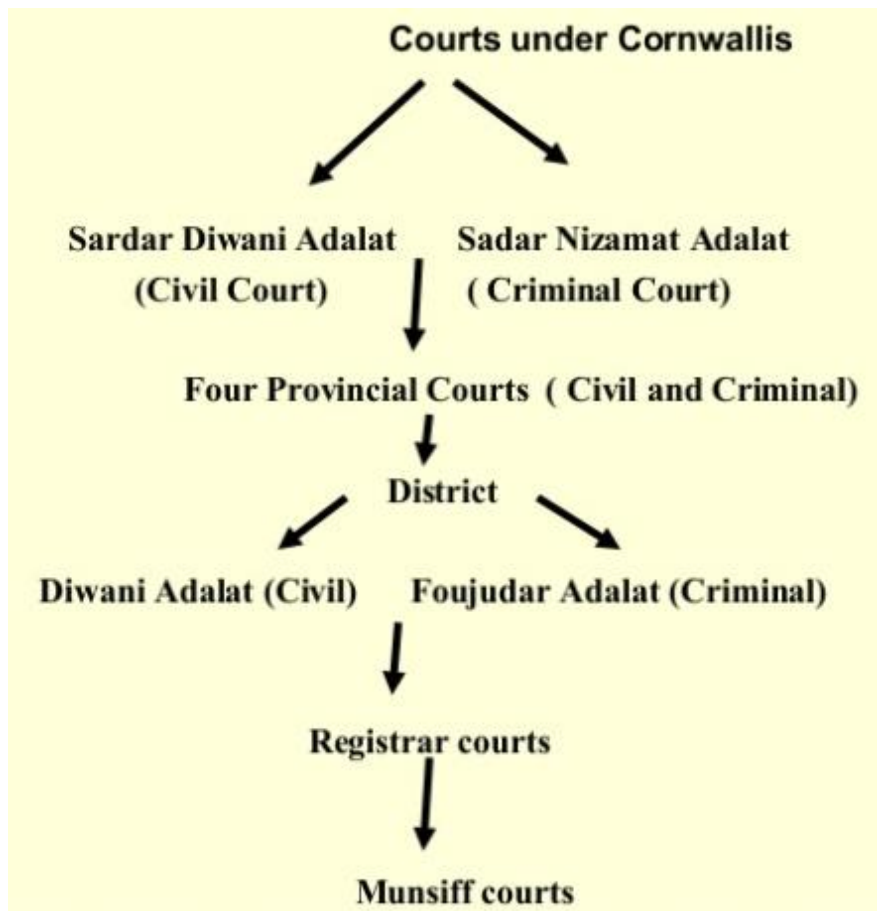 Courts under Cornwallis
Sardar Diwani Adalat Sadar Nizamat Adalat
(Civil Court) ( Criminal Court)
Four Provincial Courts ( Civil and Criminal)
District
Diwani Adalat (Civil) Foujudar Adalat (Criminal)
Registrar courts
Munsiff courts